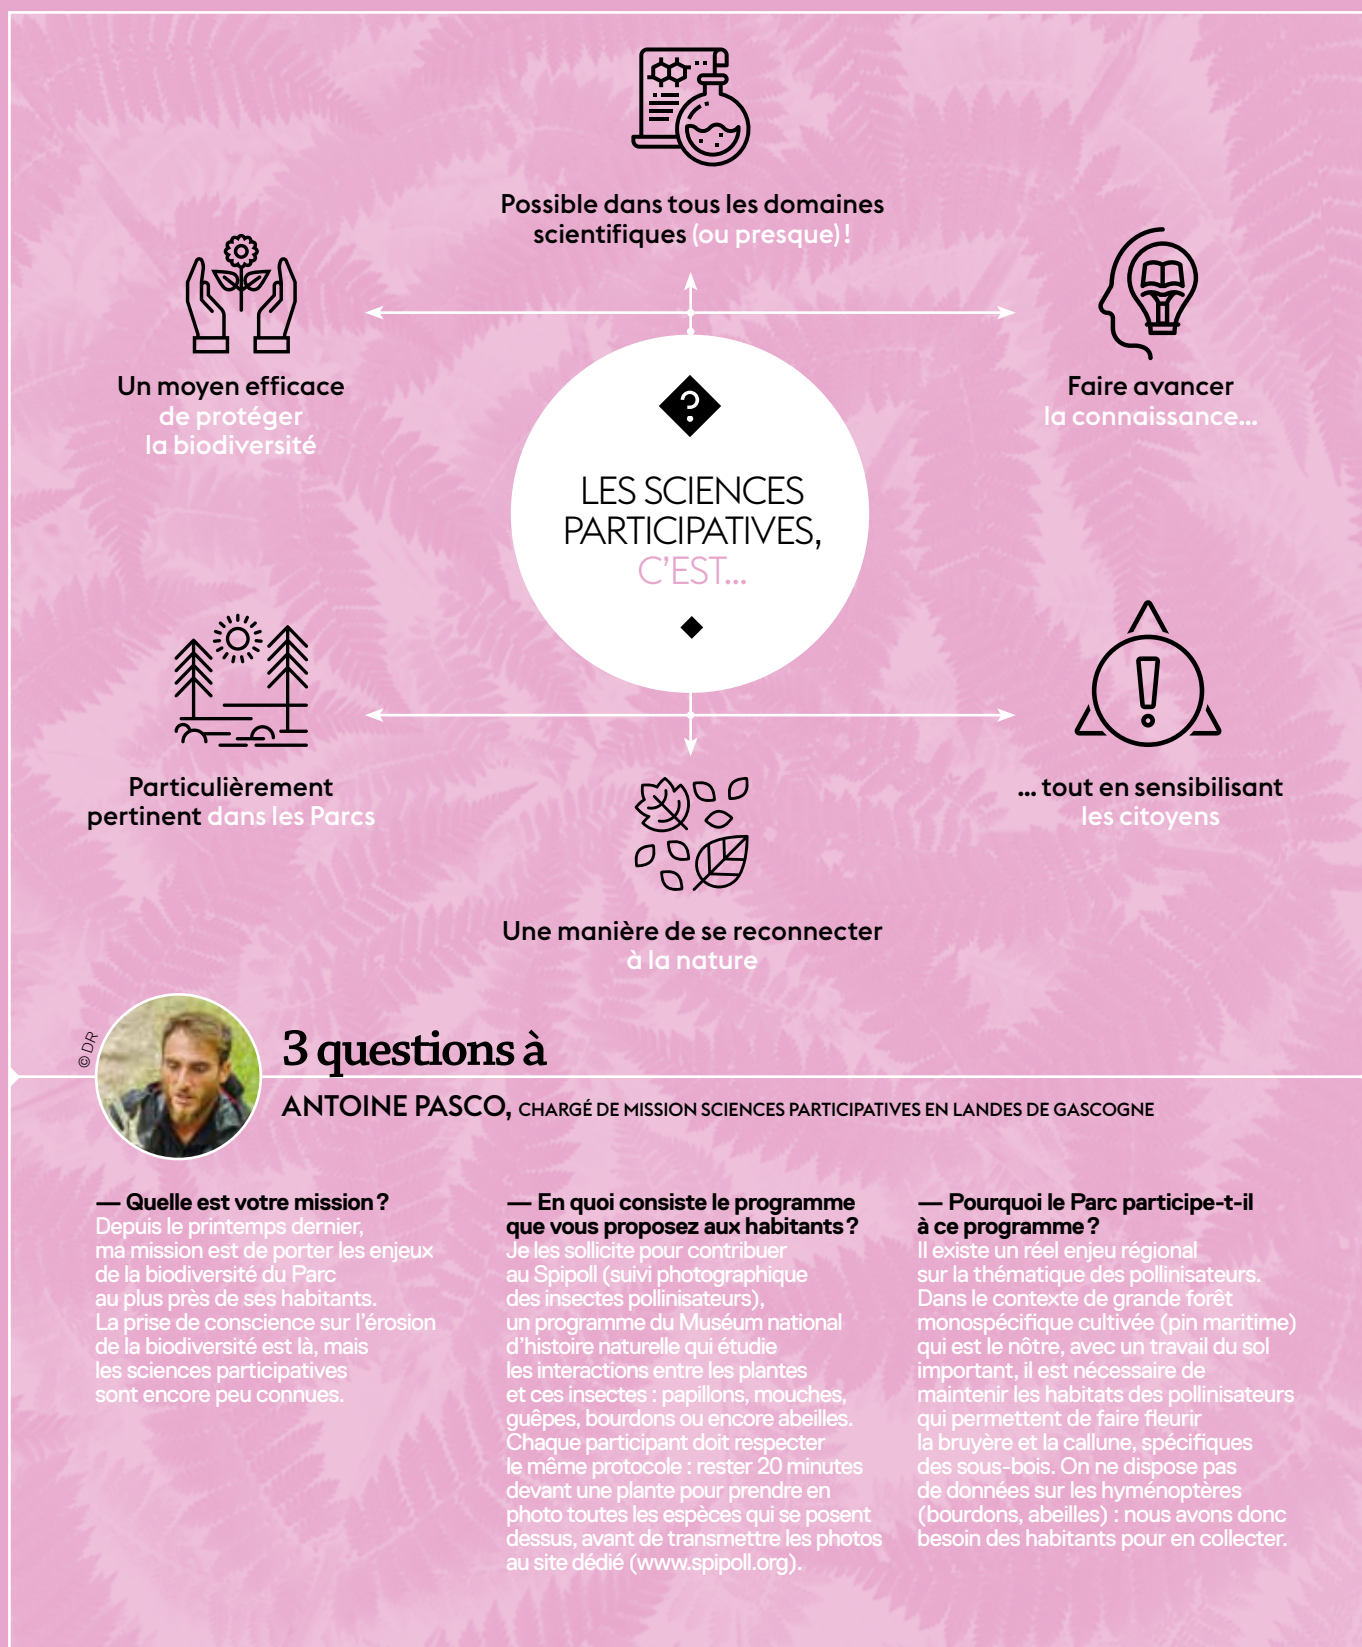 Possible dans tous les domaines
scientifiques (ou presque) !
Un moyen efficace
de protéger
la biodiversité
Faire avancer
la connaissance...
?
LES SCIENCES
PARTICIPATIVES,
C’EST...
Particulièrement
pertinent dans les Parcs
... tout en sensibilisant
les citoyens
Une manière de se reconnecter
à la nature
© DR
3 questions à
ANTOINE PASCO, CHARGÉ DE MISSION SCIENCES PARTICIPATIVES EN LANDES DE GASCOGNE
— Quelle est votre mission ?
Depuis le printemps dernier,
ma mission est de porter les enjeux
de la biodiversité du Parc
au plus près de ses habitants.
La prise de conscience sur l’érosion
de la biodiversité est là, mais
les sciences participatives
sont encore peu connues.
— En quoi consiste le programme
que vous proposez aux habitants ?
Je les sollicite pour contribuer
au Spipoll (suivi photographique
des insectes pollinisateurs),
un programme du Muséum national
d’histoire naturelle qui étudie
les interactions entre les plantes
et ces insectes : papillons, mouches,
guêpes, bourdons ou encore abeilles.
Chaque participant doit respecter
le même protocole : rester 20 minutes
devant une plante pour prendre en
photo toutes les espèces qui se posent
dessus, avant de transmettre les photos
au site dédié (www.spipoll.org).
— Pourquoi le Parc participe-t-il
à ce programme ?
Il existe un réel enjeu régional
sur la thématique des pollinisateurs.
Dans le contexte de grande forêt
monospécifique cultivée (pin maritime)
qui est le nôtre, avec un travail du sol
important, il est nécessaire de
maintenir les habitats des pollinisateurs
qui permettent de faire fleurir
la bruyère et la callune, spécifiques
des sous-bois. On ne dispose pas
de données sur les hyménoptères
(bourdons, abeilles) : nous avons donc
besoin des habitants pour en collecter.